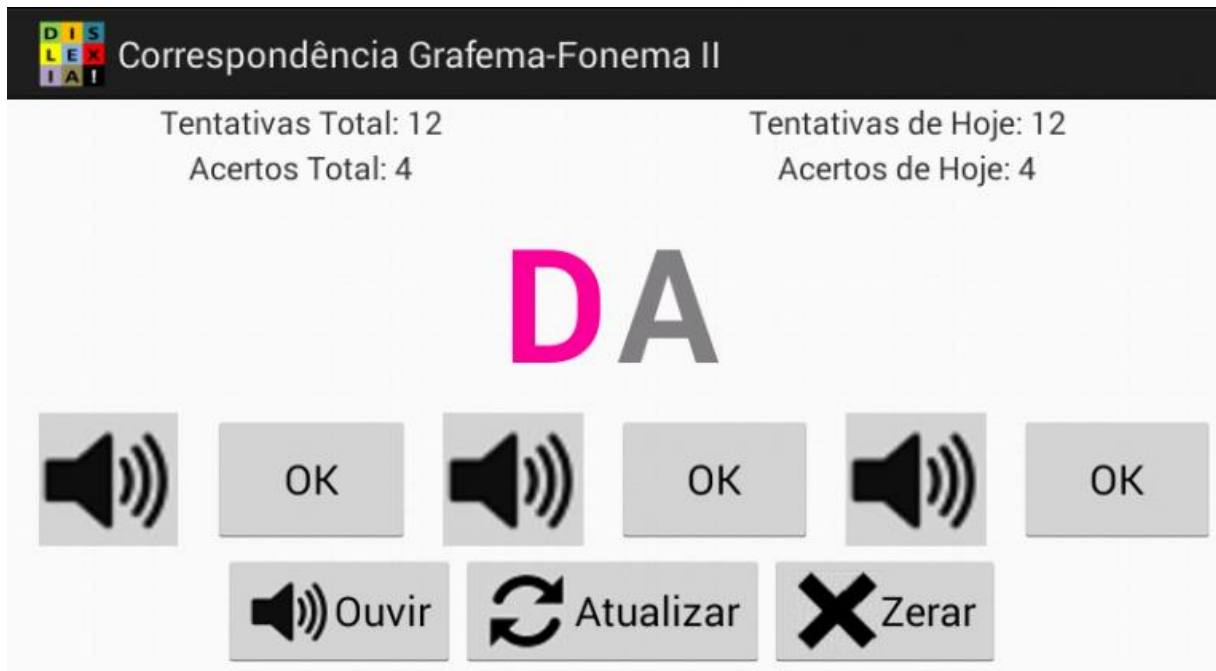 DIS
LEX
IA!
Correspondência Grafema-Fonema II
Tentativas Total: 12
Tentativas de Hoje: 12
Acertos Total: 4
Acertos de Hoje: 4
DA
OK OK OK
Ouvir Atualizar Zerar